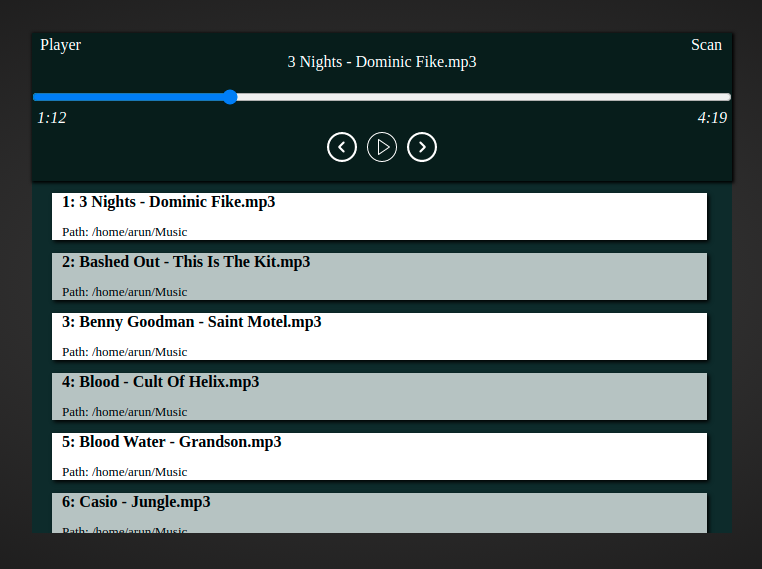 Player
Scan
3 Nights - Dominic Fike.mp3
1:12
4:19
1: 3 Nights - Dominic Fike.mp3
Path: /home/arun/Music
2: Bashed Out - This Is The Kit.mp3
Path: /home/arun/Music
3: Benny Goodman - Saint Motel.mp3
Path: /home/arun/Music
4: Blood - Cult Of Helix.mp3
Path: /home/arun/Music
5: Blood Water - Grandson.mp3
Path: /home/arun/Music
6: Casio - Jungle.mp3
Path: /home/arun/Music